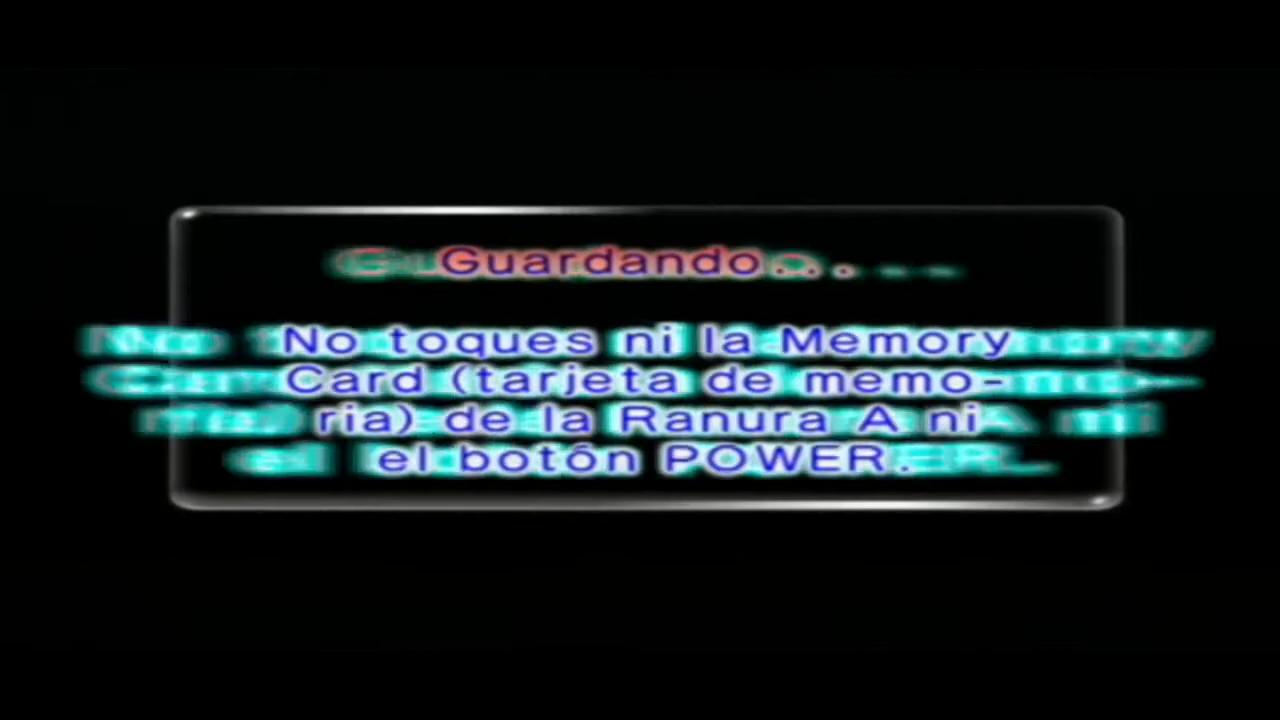 Guardando...
No toques ni la Memory
Card (tarjeta de memo-
ria) de la Ranura A ni
el botón POWER.